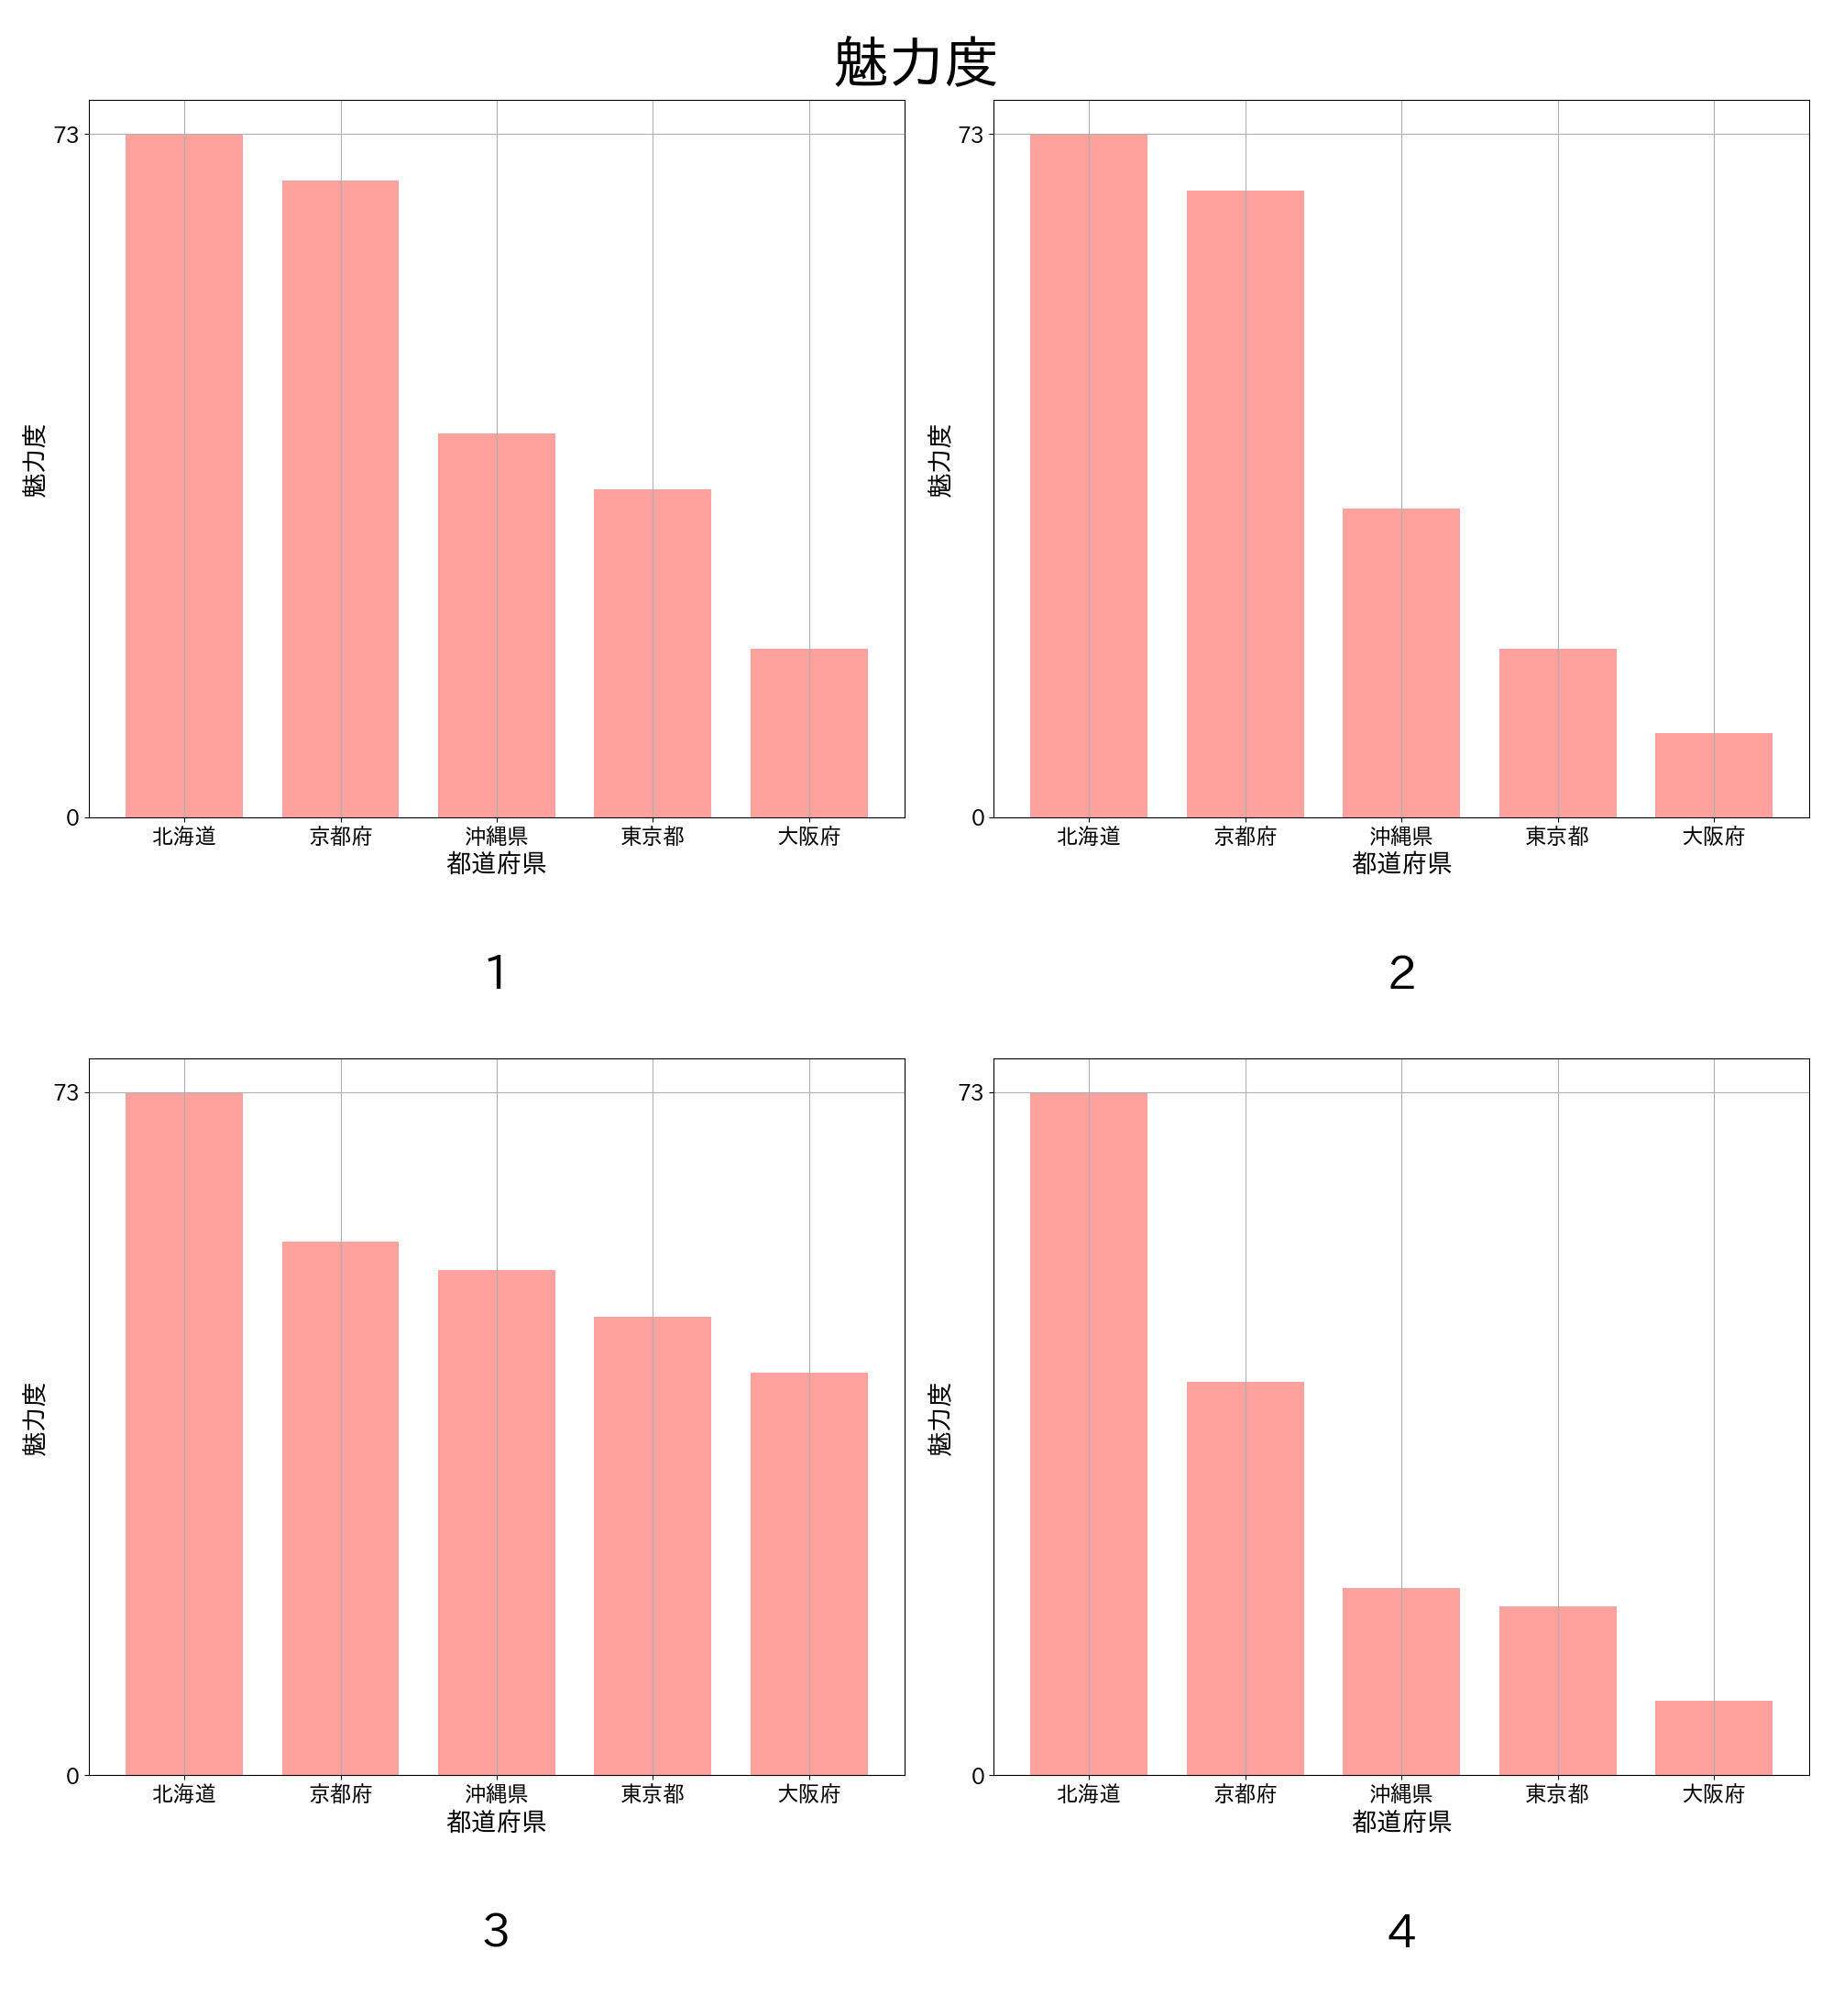 魅力度
73
0
魅力度
北海道 京都府 沖縄県 東京都 大阪府
都道府県
1
73
0
魅力度
北海道 京都府 沖縄県 東京都 大阪府
都道府県
2
73
0
魅力度
北海道 京都府 沖縄県 東京都 大阪府
都道府県
3
73
0
魅力度
北海道 京都府 沖縄県 東京都 大阪府
都道府県
4